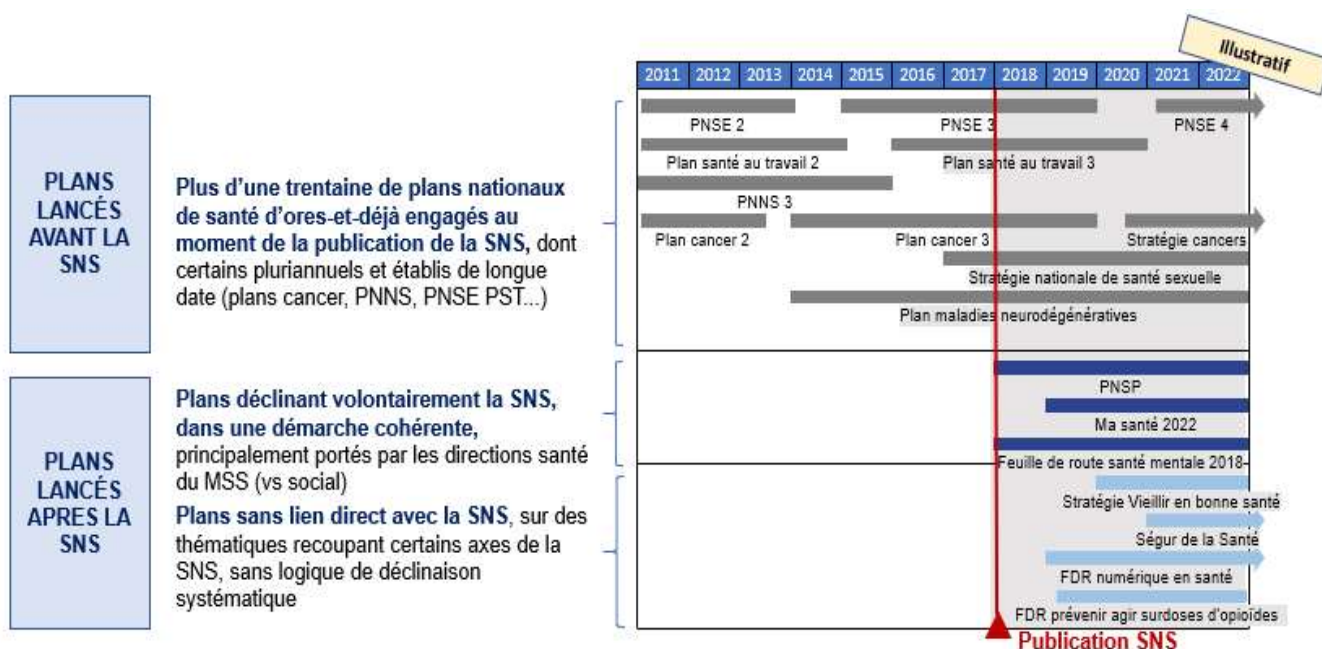 Illustratif
2011 2012 2013 2014 2015 2016 2017 2018 2019 2020 2021 2022
PLANS
LANCÉS
AVANT LA
SNS
Plus d’une trentaine de plans nationaux
de santé d’ores-et-déjà engagés au
moment de la publication de la SNS, dont
certains pluriannuels et établis de longue
date (plans cancer, PNNS, PNSE PST...)
PNSE 2
PNSE 3
PNSE 4
Plan santé au travail 2
Plan santé au travail 3
PNNS 3
Plan cancer 2
Plan cancer 3
Stratégie cancers
Stratégie nationale de santé sexuelle
Plan maladies neurodégénératives
PLANS
LANCÉS
APRES LA
SNS
Plans déclinant volontairement la SNS,
dans une démarche cohérente,
principalement portés par les directions santé
du MSS (vs social)
Plans sans lien direct avec la SNS, sur des
thématiques recoupant certains axes de la
SNS, sans logique de déclinaison
systématique
PNSP
Ma santé 2022
Feuille de route santé mentale 2018-
Stratégie Vieillir en bonne santé
Ségur de la Santé
FDR numérique en santé
FDR prévenir agir surdoses d'opioïdes
Publication SNS